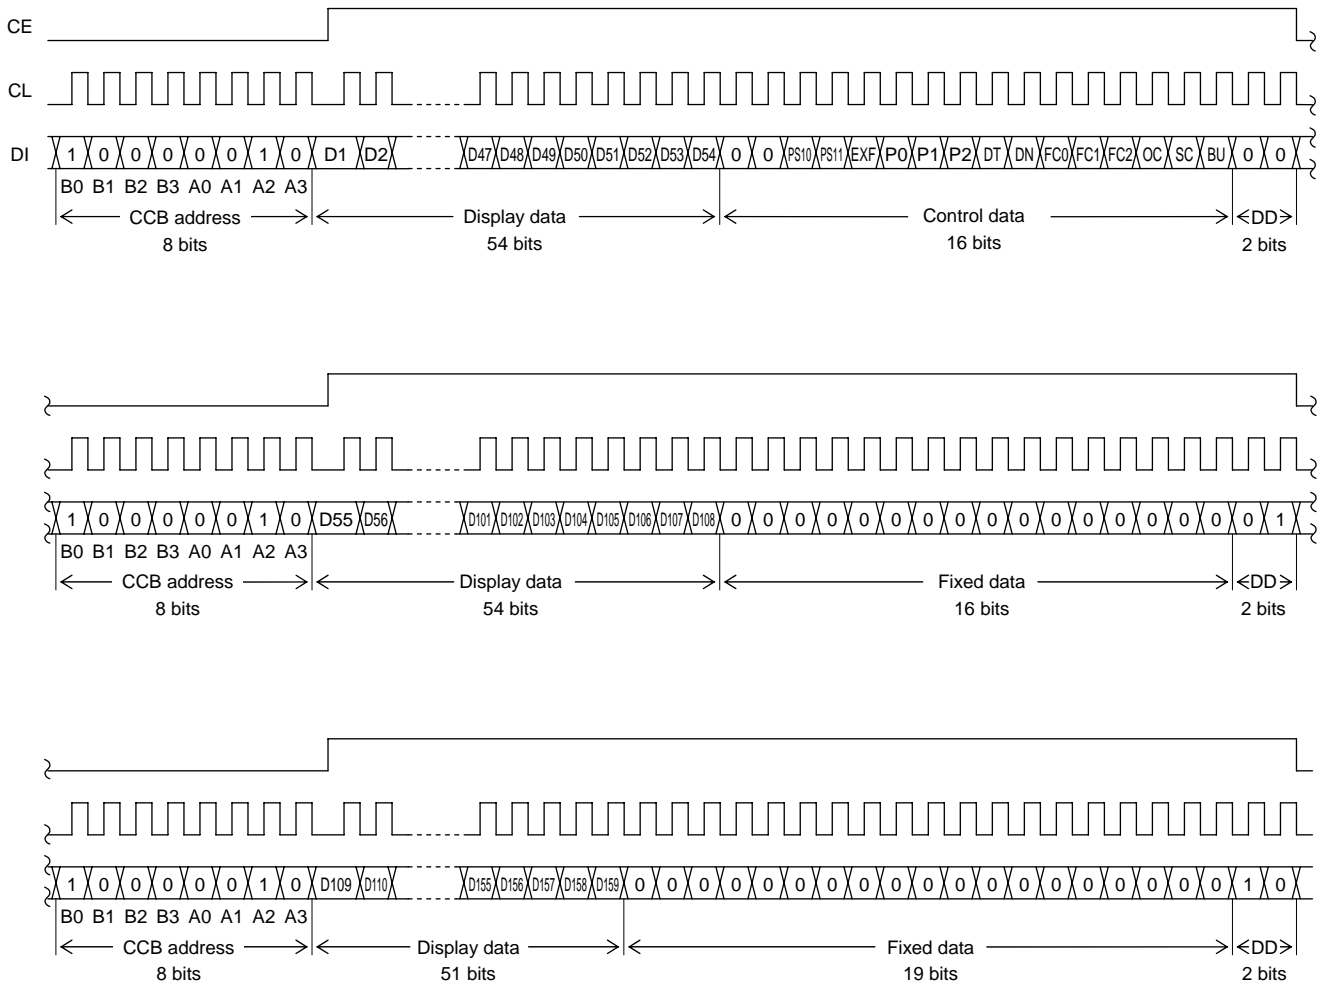 CE
CL
DI 1 0 0 0 0 0 1 0 D1 D2 D47 D48 D49 D50 D51 D52 D53 D54 0 0 PS10 PS11 EXF P0 P1 P2 DT DN FC0 FC1 FC2 OC SC BU 0 0
B0 B1 B2 B3 A0 A1 A2 A3
CCB address Display data Control data DD
8 bits 54 bits 16 bits 2 bits
1 0 0 0 0 0 1 0 D55 D56 D101 D102 D103 D104 D105 D106 D107 D108 0 0 0 0 0 0 0 0 0 0 0 0 0 0 0 0 0 1
B0 B1 B2 B3 A0 A1 A2 A3
CCB address Display data Fixed data DD
8 bits 54 bits 16 bits 2 bits
1 0 0 0 0 0 1 0 D109 D110 D155 D156 D157 D158 D159 0 0 0 0 0 0 0 0 0 0 0 0 0 0 0 0 0 0 0 1 0
B0 B1 B2 B3 A0 A1 A2 A3
CCB address Display data Fixed data DD
8 bits 51 bits 19 bits 2 bits